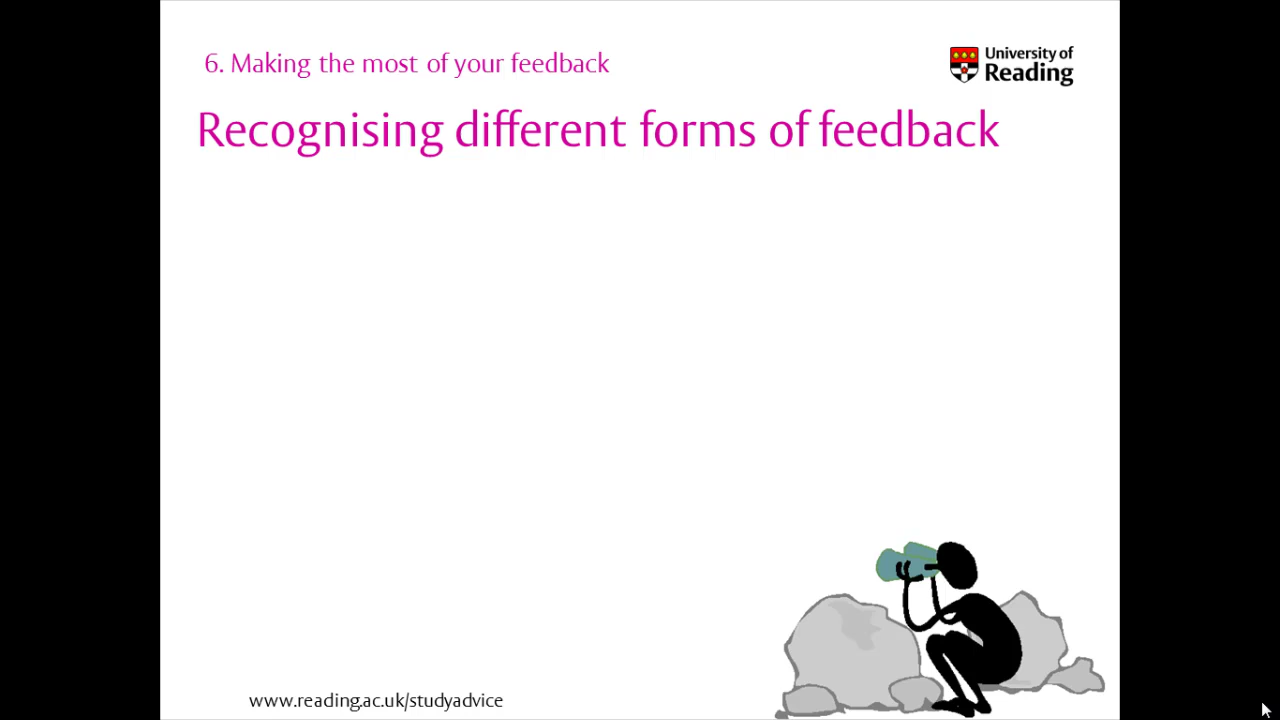 6. Making the most of your feedback
University of
Reading
Recognising different forms of feedback
www.reading.ac.uk/studyadvice